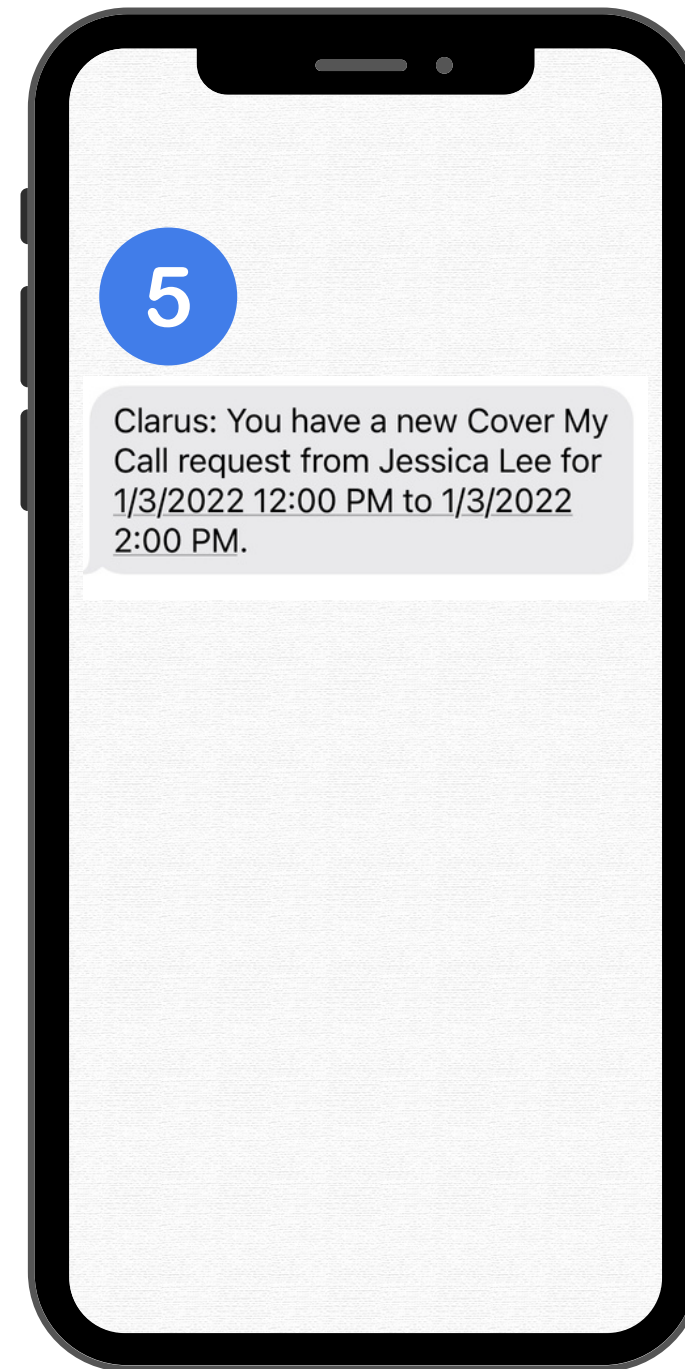 5
Clarus: You have a new Cover My
Call request from Jessica Lee for
1/3/2022 12:00 PM to 1/3/2022
2:00 PM.